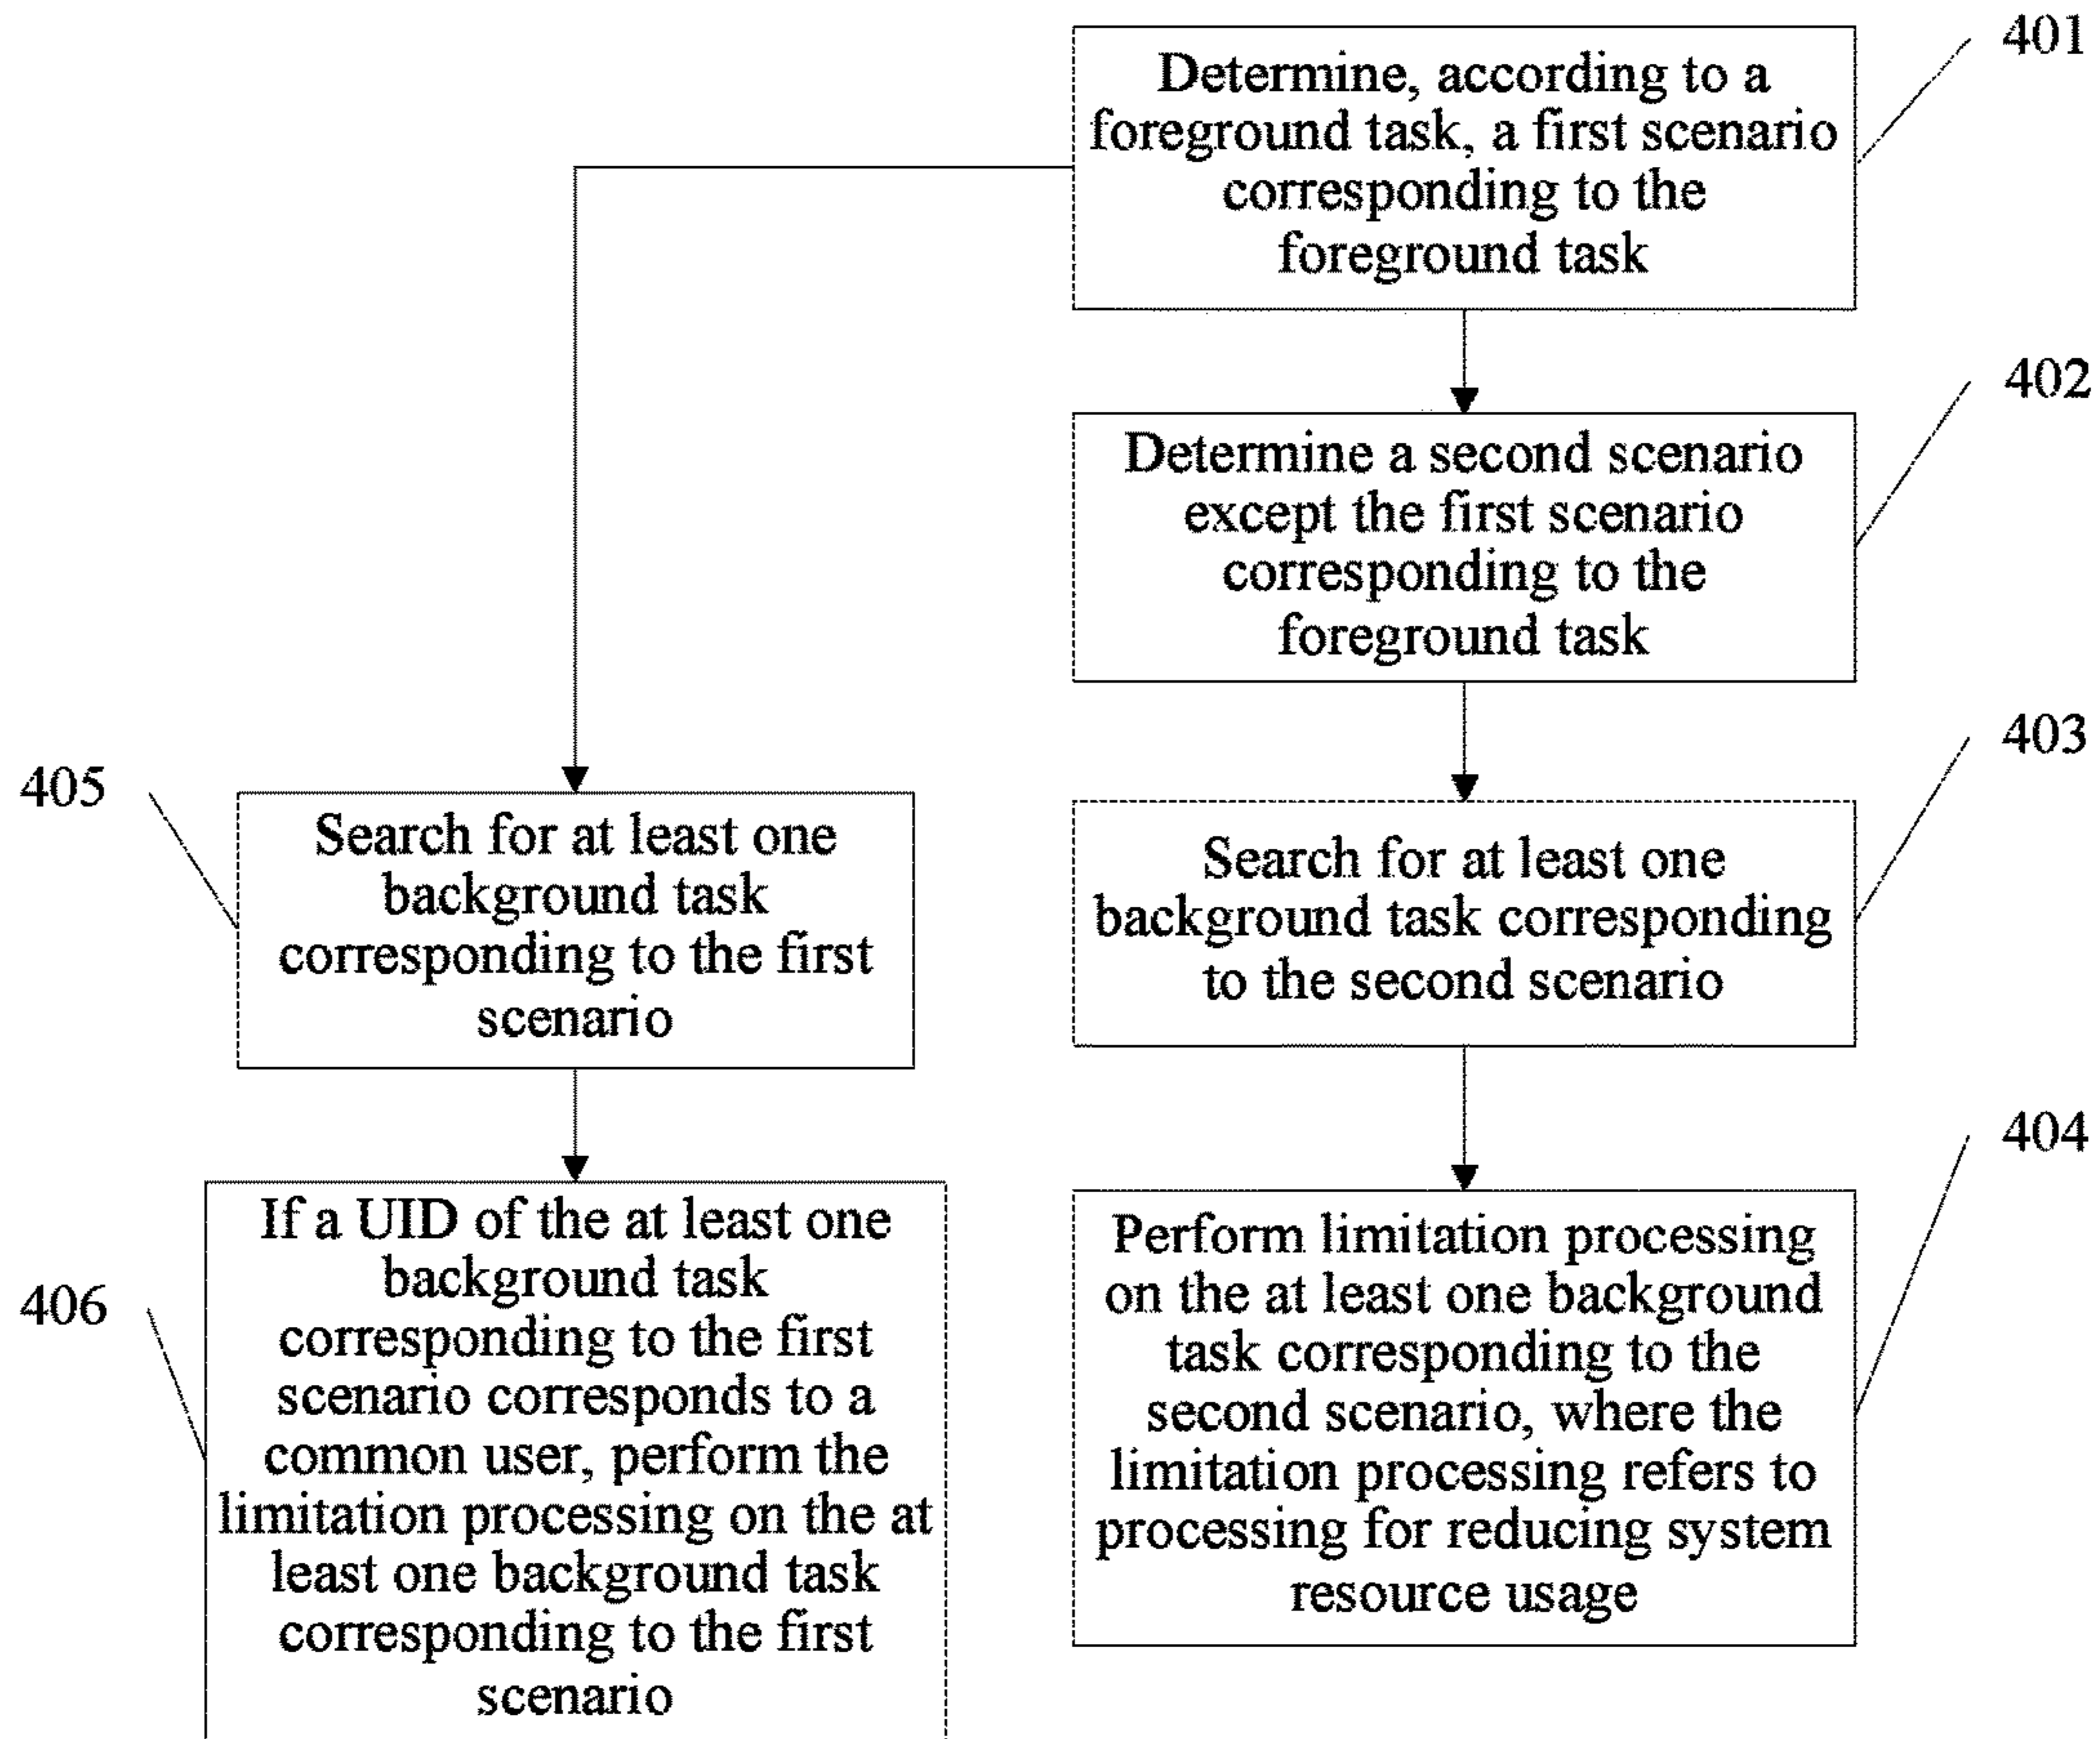 401
Determine, according to a
foreground task, a first scenario
corresponding to the
foreground task
402
Determine a second scenario
except the first scenario
corresponding to the
foreground task
403
Search for at least one
background task corresponding
to the second scenario
404
Perform limitation processing
on the at least one background
task corresponding to the
second scenario, where the
limitation processing refers to
processing for reducing system
resource usage
405
Search for at least one
background task
corresponding to the first
scenario
406
If a UID of the at least one
background task
corresponding to the first
scenario corresponds to a
common user, perform the
limitation processing on the at
least one background task
corresponding to the first
scenario